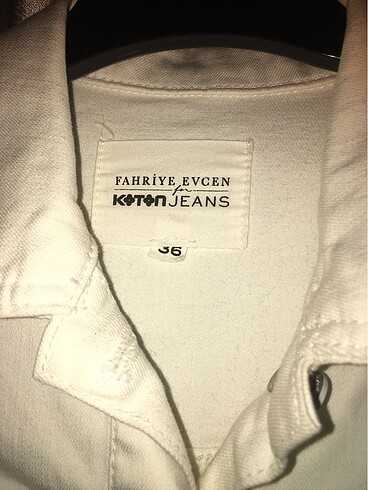 FAHRİYE EVCEN
for
KOTON JEANS
36